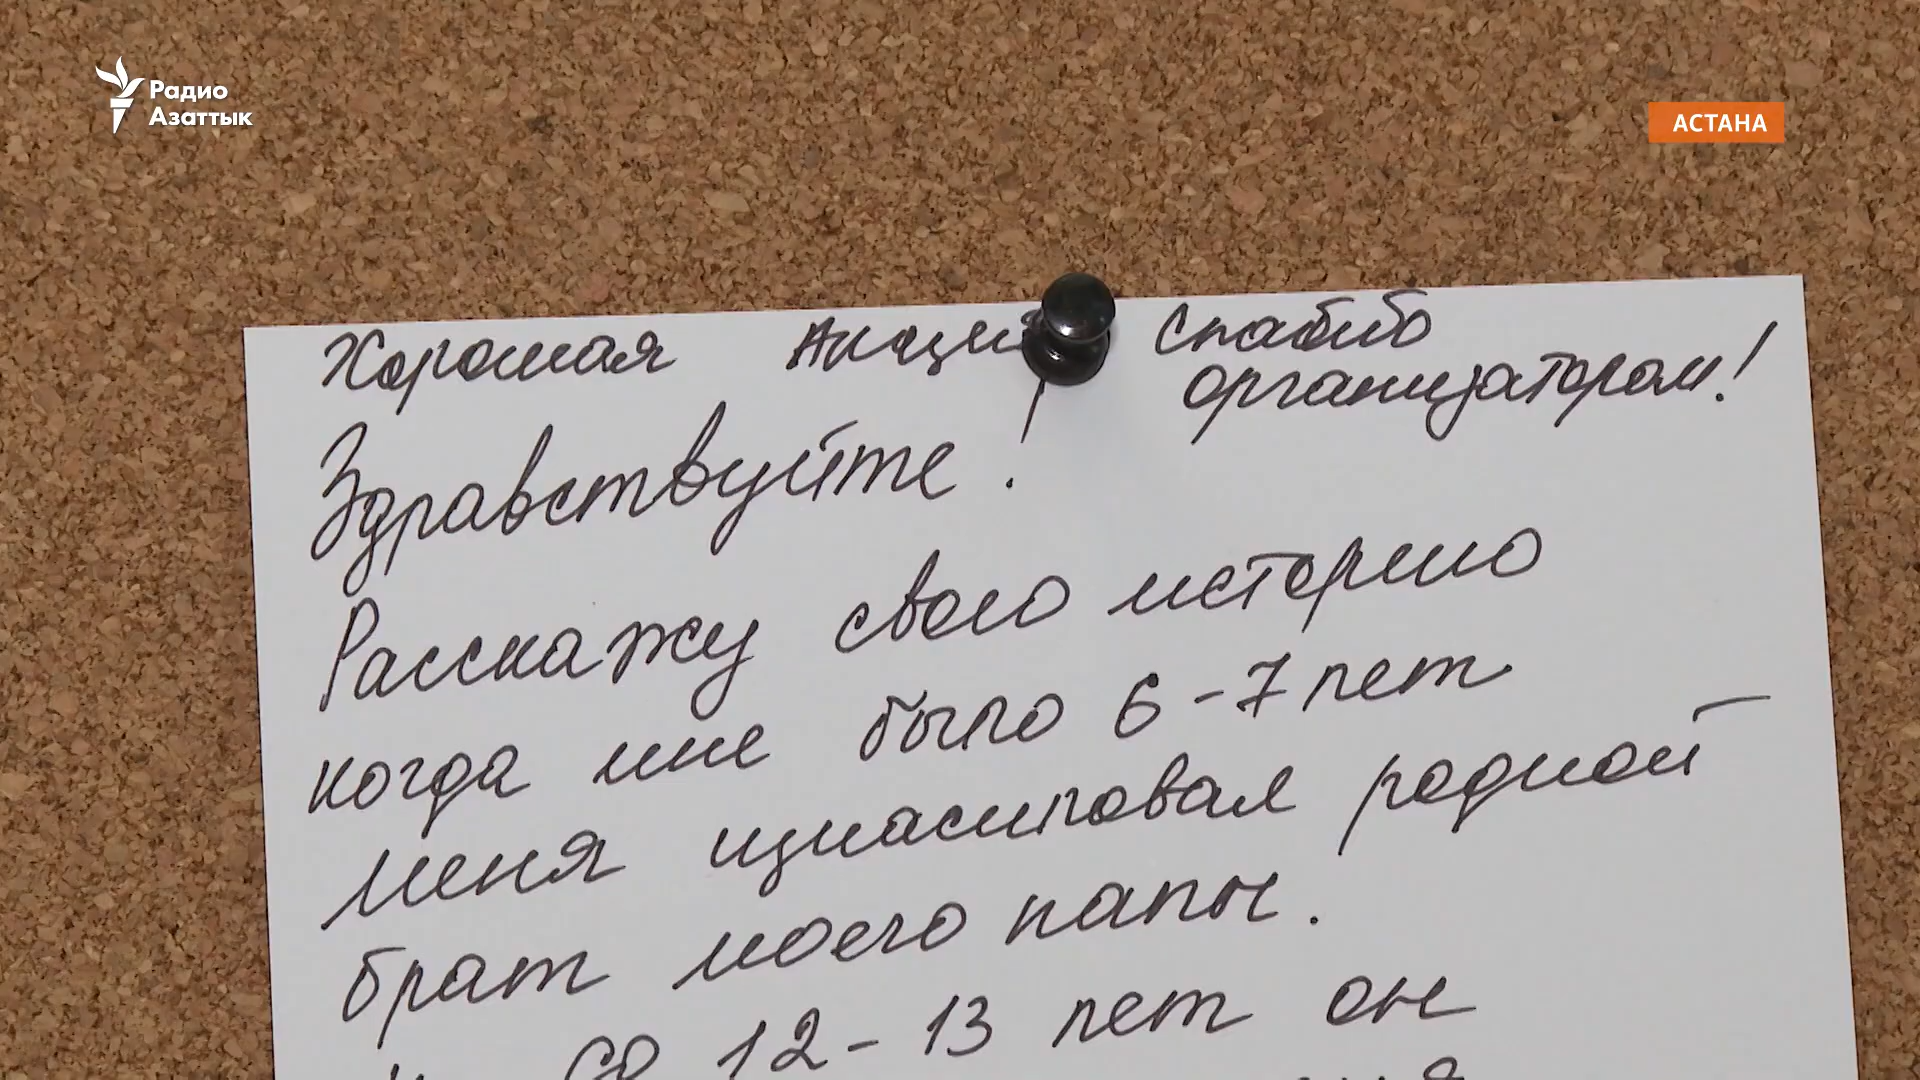 Радио
Азаттык
АСТАНА
Хорошая Акция спасибо
организаторам!
Здравствуйте!
Расскажу свою историю
когда мне было 6-7 лет
меня изнасиловал родной
брат моего папы.
со 12-13 лет он